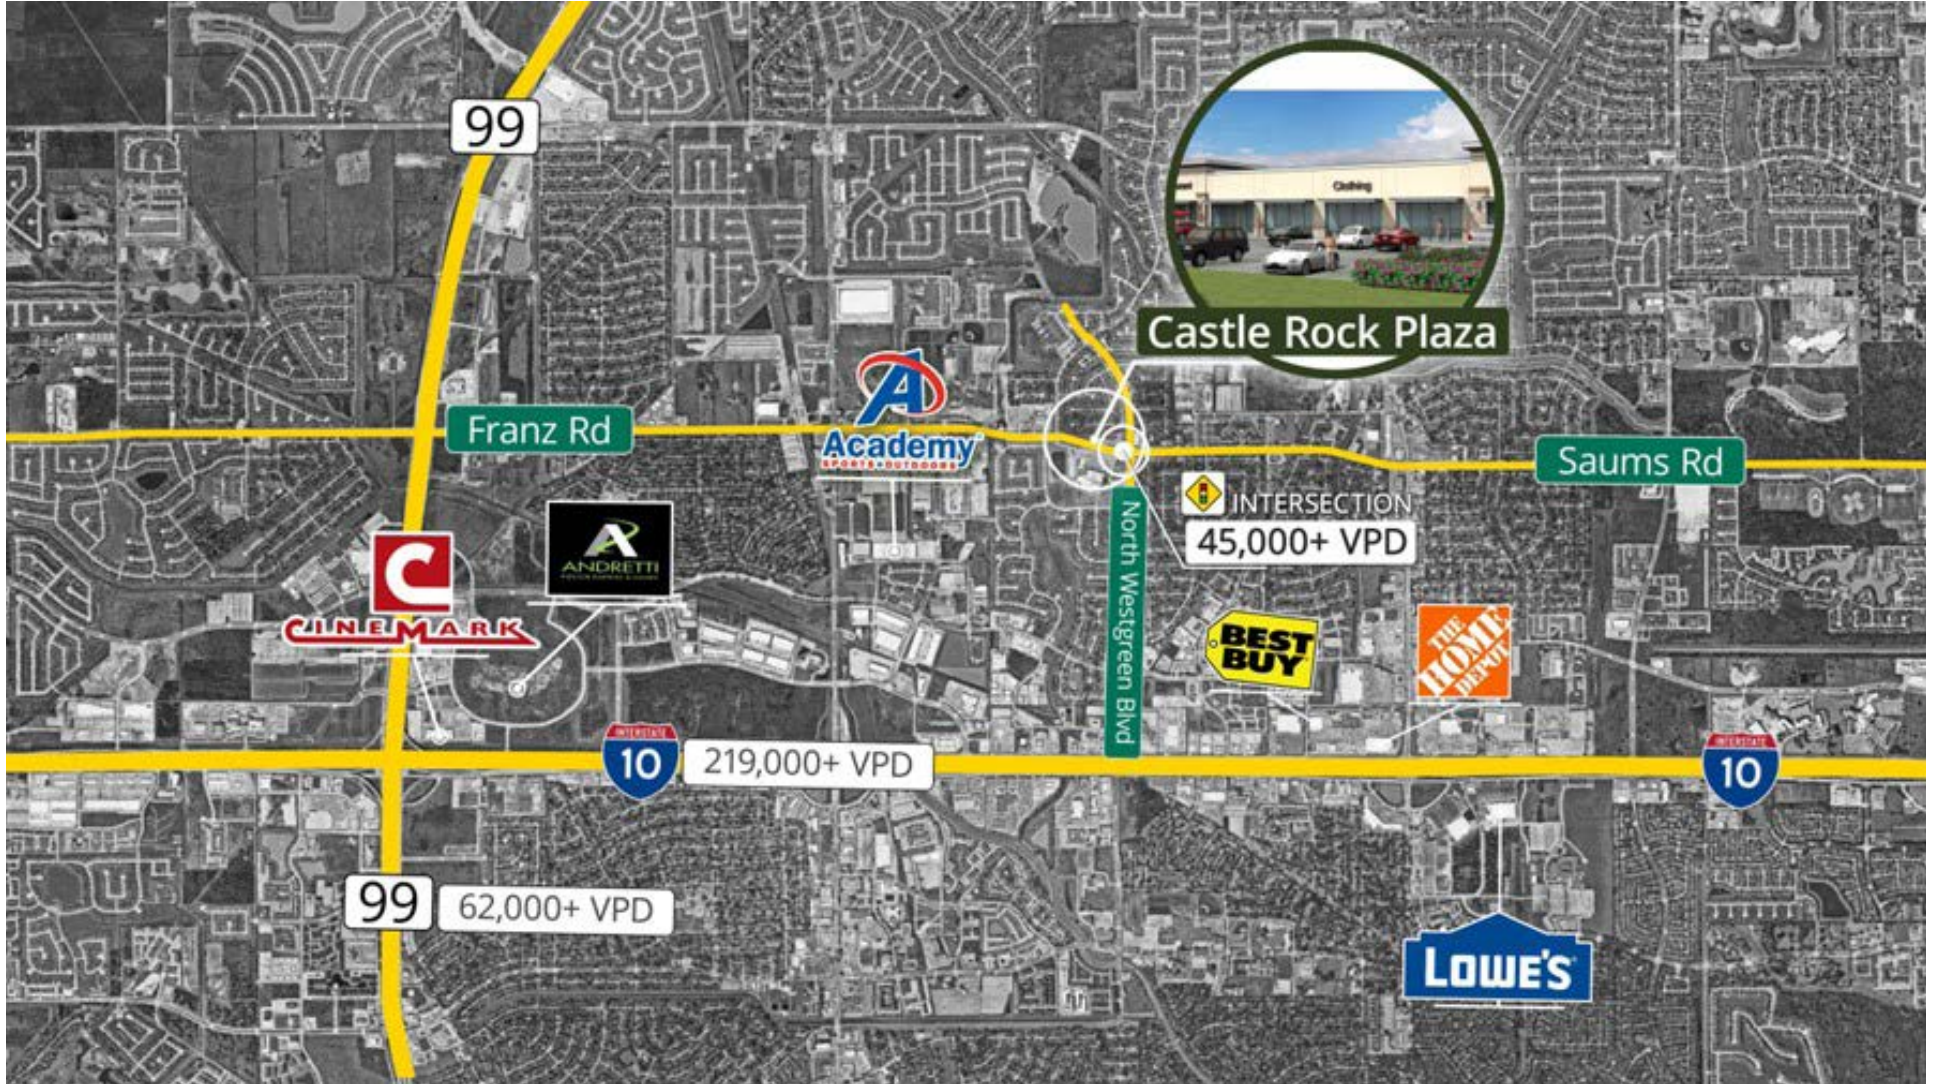 99
Clothing
Castle Rock Plaza
Franz Rd
Academy
SPORTS+OUTDOORS
Saums Rd
INTERSECTION
45,000+ VPD
North Westgreen Blvd
C
CINEMARK
ANDRETTI
BEST
BUY
THE
HOME
DEPOT
INTERSTATE
10
219,000+ VPD
INTERSTATE
10
99
62,000+ VPD
LOWE'S